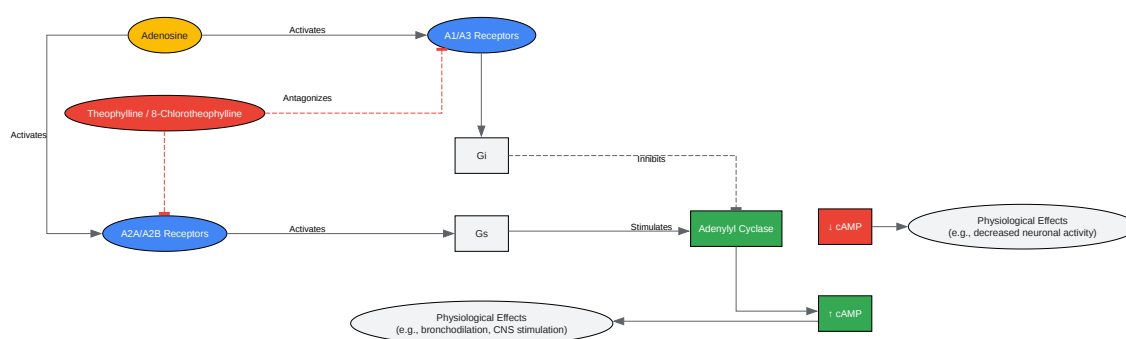 Adenosine
Activates
A1/A3 Receptors
Theophylline / 8-Chlorotheophylline
Antagonizes
Activates
Gi
Inhibits
A2A/A2B Receptors
Activates
Gs
Stimulates
Adenylyl Cyclase
↓ cAMP
Physiological Effects
(e.g., decreased neuronal activity)
Physiological Effects
(e.g., bronchodilation, CNS stimulation)
↑ cAMP